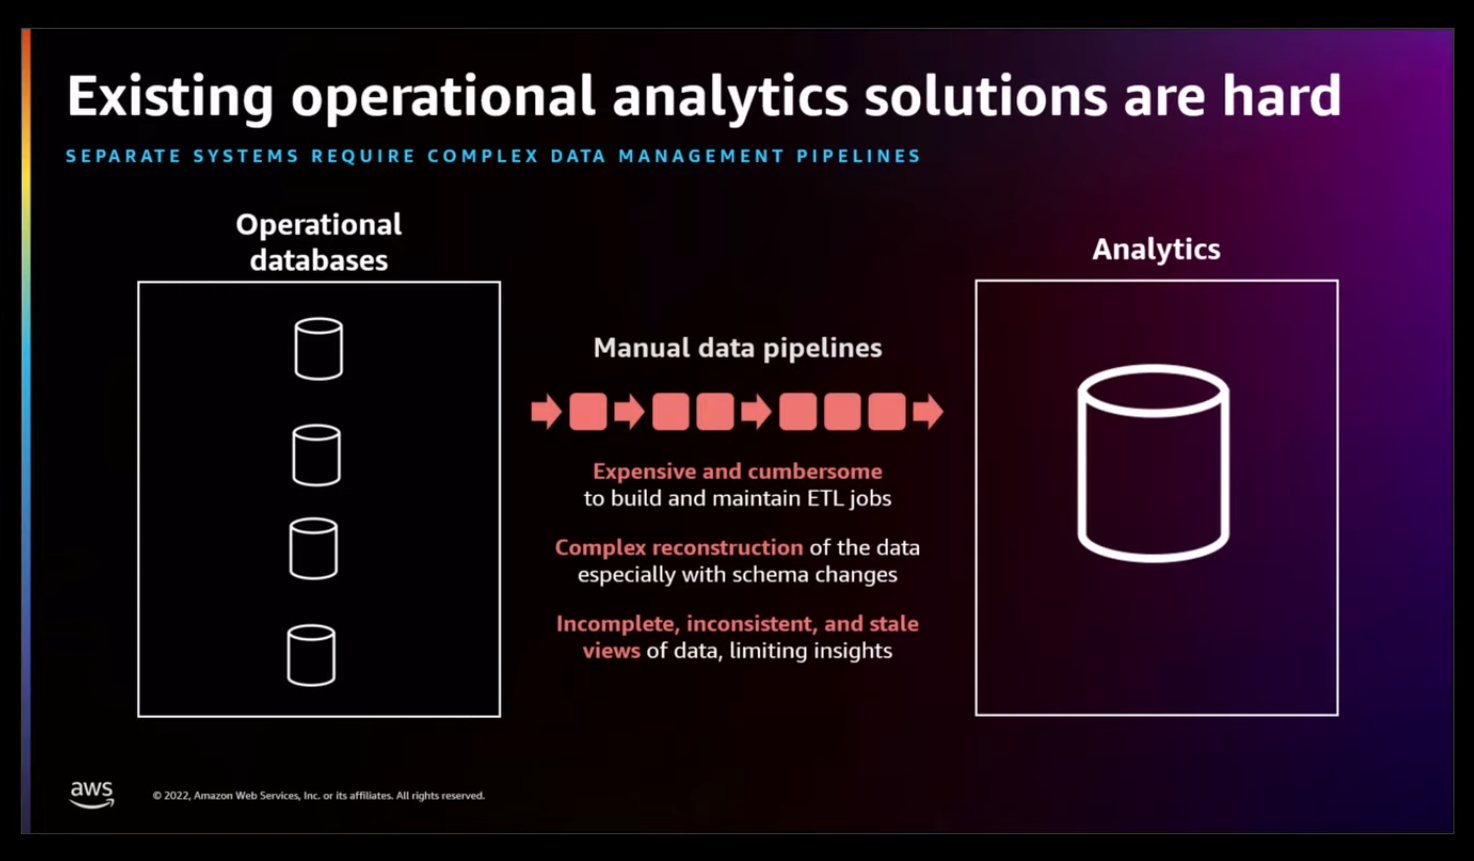 Existing operational analytics solutions are hard
SEPARATE SYSTEMS REQUIRE COMPLEX DATA MANAGEMENT PIPELINES
Operational
databases
Manual data pipelines
Expensive and cumbersome
to build and maintain ETL jobs
Complex reconstruction of the data
especially with schema changes
Incomplete, inconsistent, and stale
views of data, limiting insights
Analytics
aws
© 2022, Amazon Web Services, Inc. or its affiliates. All rights reserved.